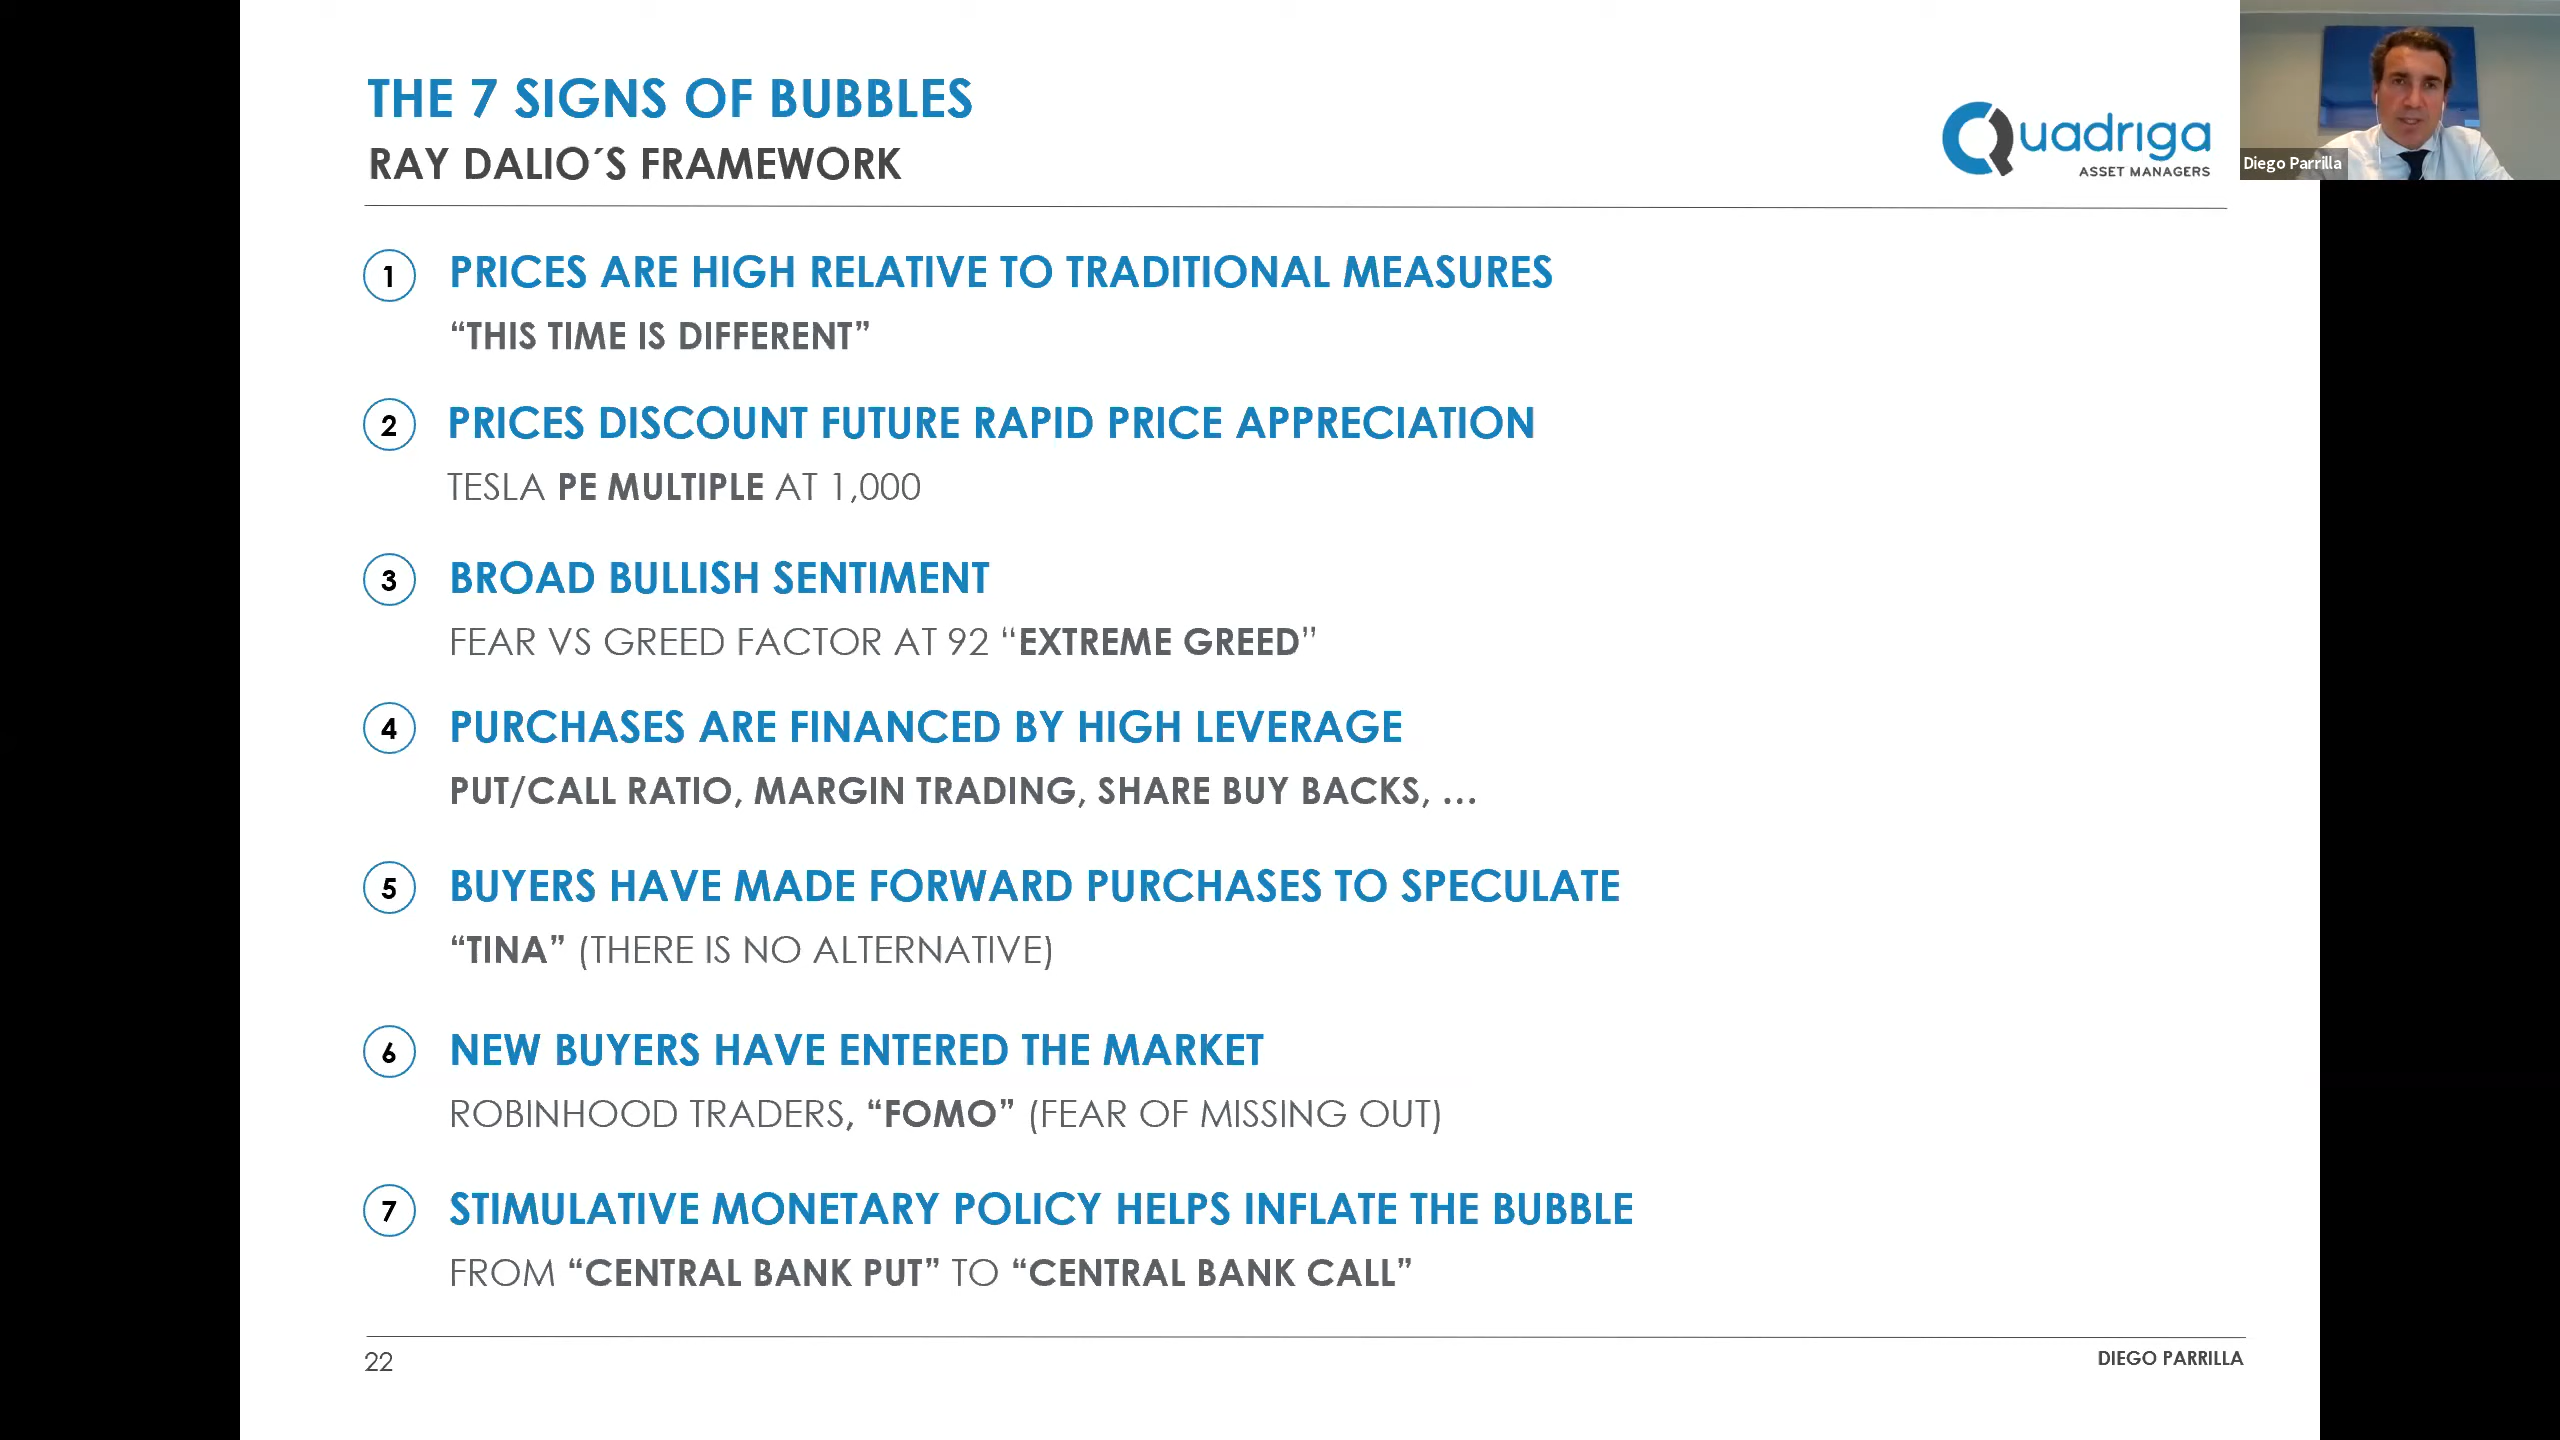 THE 7 SIGNS OF BUBBLES
RAY DALIO´S FRAMEWORK
Quadriga
ASSET MANAGERS
Diego Parrilla
1 PRICES ARE HIGH RELATIVE TO TRADITIONAL MEASURES
“THIS TIME IS DIFFERENT”
2 PRICES DISCOUNT FUTURE RAPID PRICE APPRECIATION
TESLA PE MULTIPLE AT 1,000
3 BROAD BULLISH SENTIMENT
FEAR VS GREED FACTOR AT 92 “EXTREME GREED”
4 PURCHASES ARE FINANCED BY HIGH LEVERAGE
PUT/CALL RATIO, MARGIN TRADING, SHARE BUY BACKS, …
5 BUYERS HAVE MADE FORWARD PURCHASES TO SPECULATE
“TINA” (THERE IS NO ALTERNATIVE)
6 NEW BUYERS HAVE ENTERED THE MARKET
ROBINHOOD TRADERS, “FOMO” (FEAR OF MISSING OUT)
7 STIMULATIVE MONETARY POLICY HELPS INFLATE THE BUBBLE
FROM “CENTRAL BANK PUT” TO “CENTRAL BANK CALL”
22
DIEGO PARRILLA